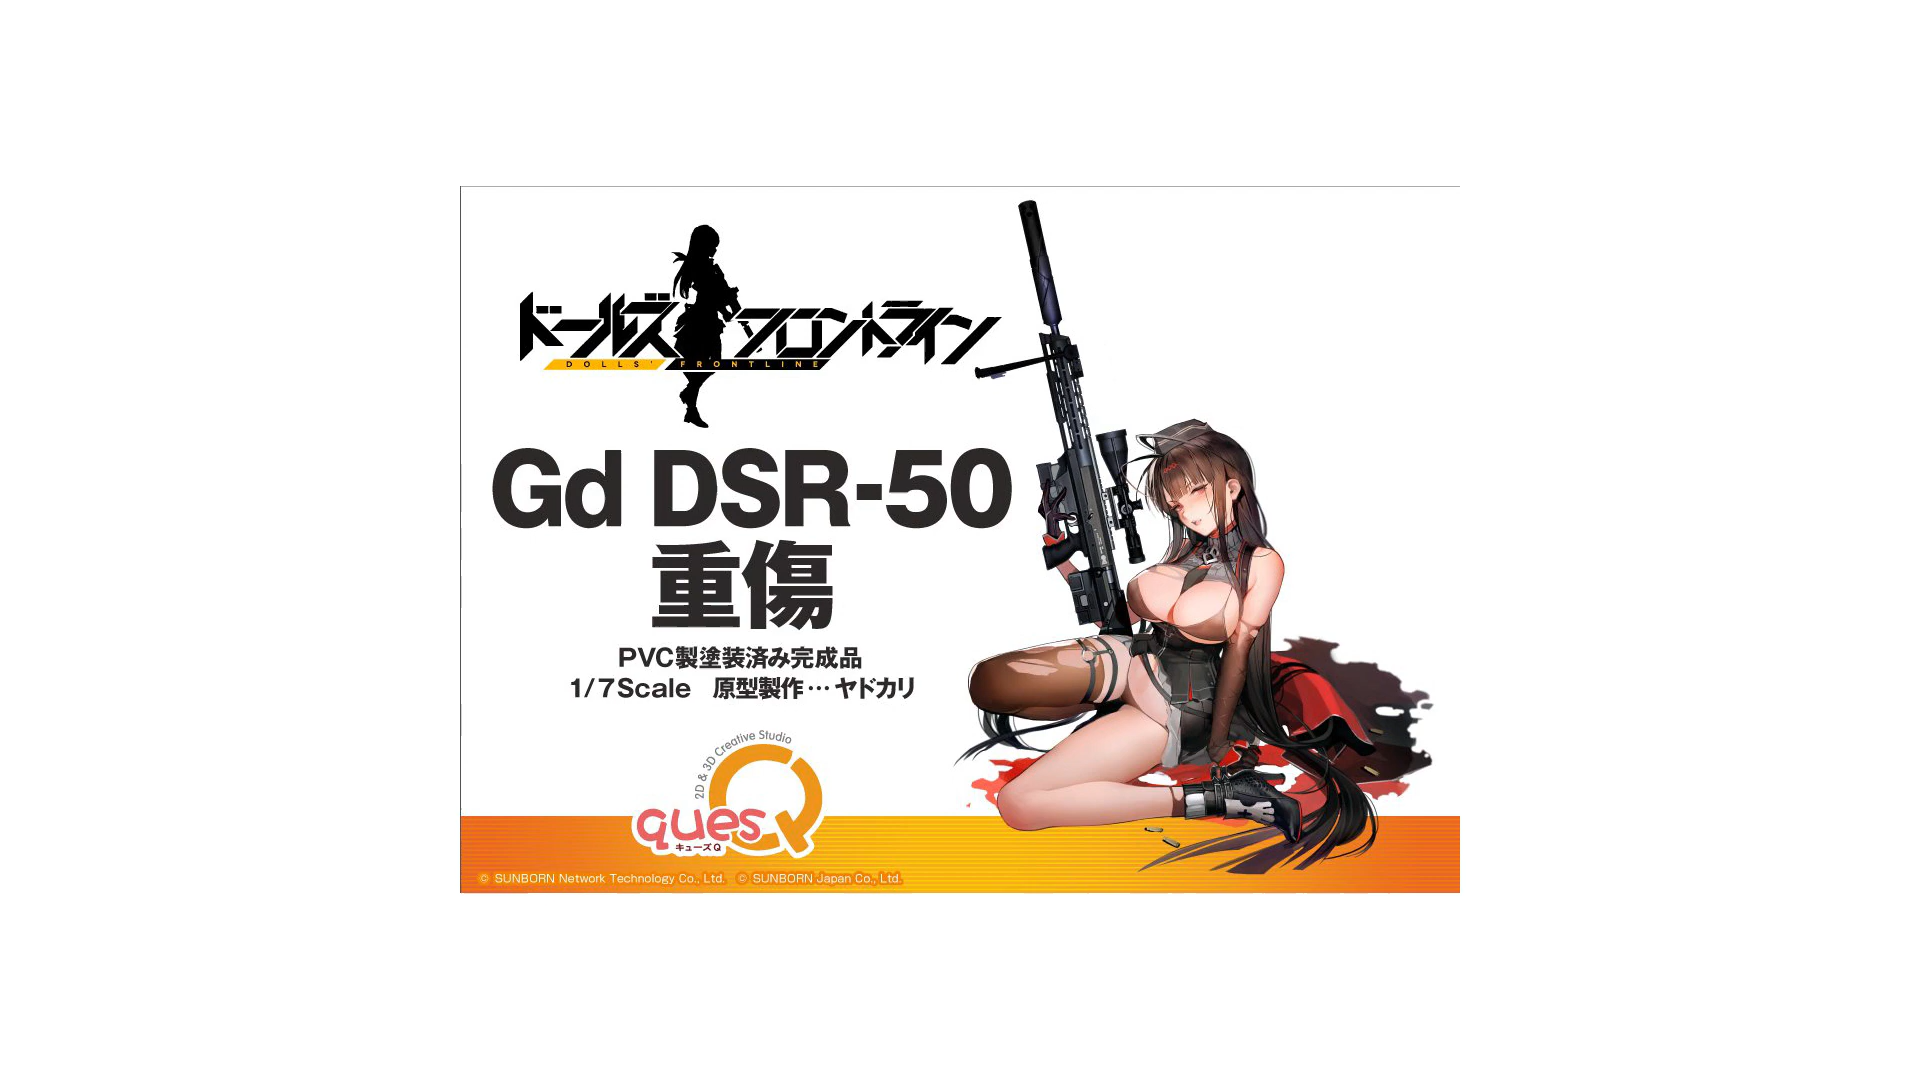 ドールズフロントライン
DOLLS' FRONTLINE
Gd DSR-50
重傷
PVC製塗装済み完成品
1/7Scale 原型製作…ヤドカリ
2D & 3D Creative Studio
quesQ
キューズQ
© SUNBORN Network Technology Co., Ltd. © SUNBORN Japan Co., Ltd.